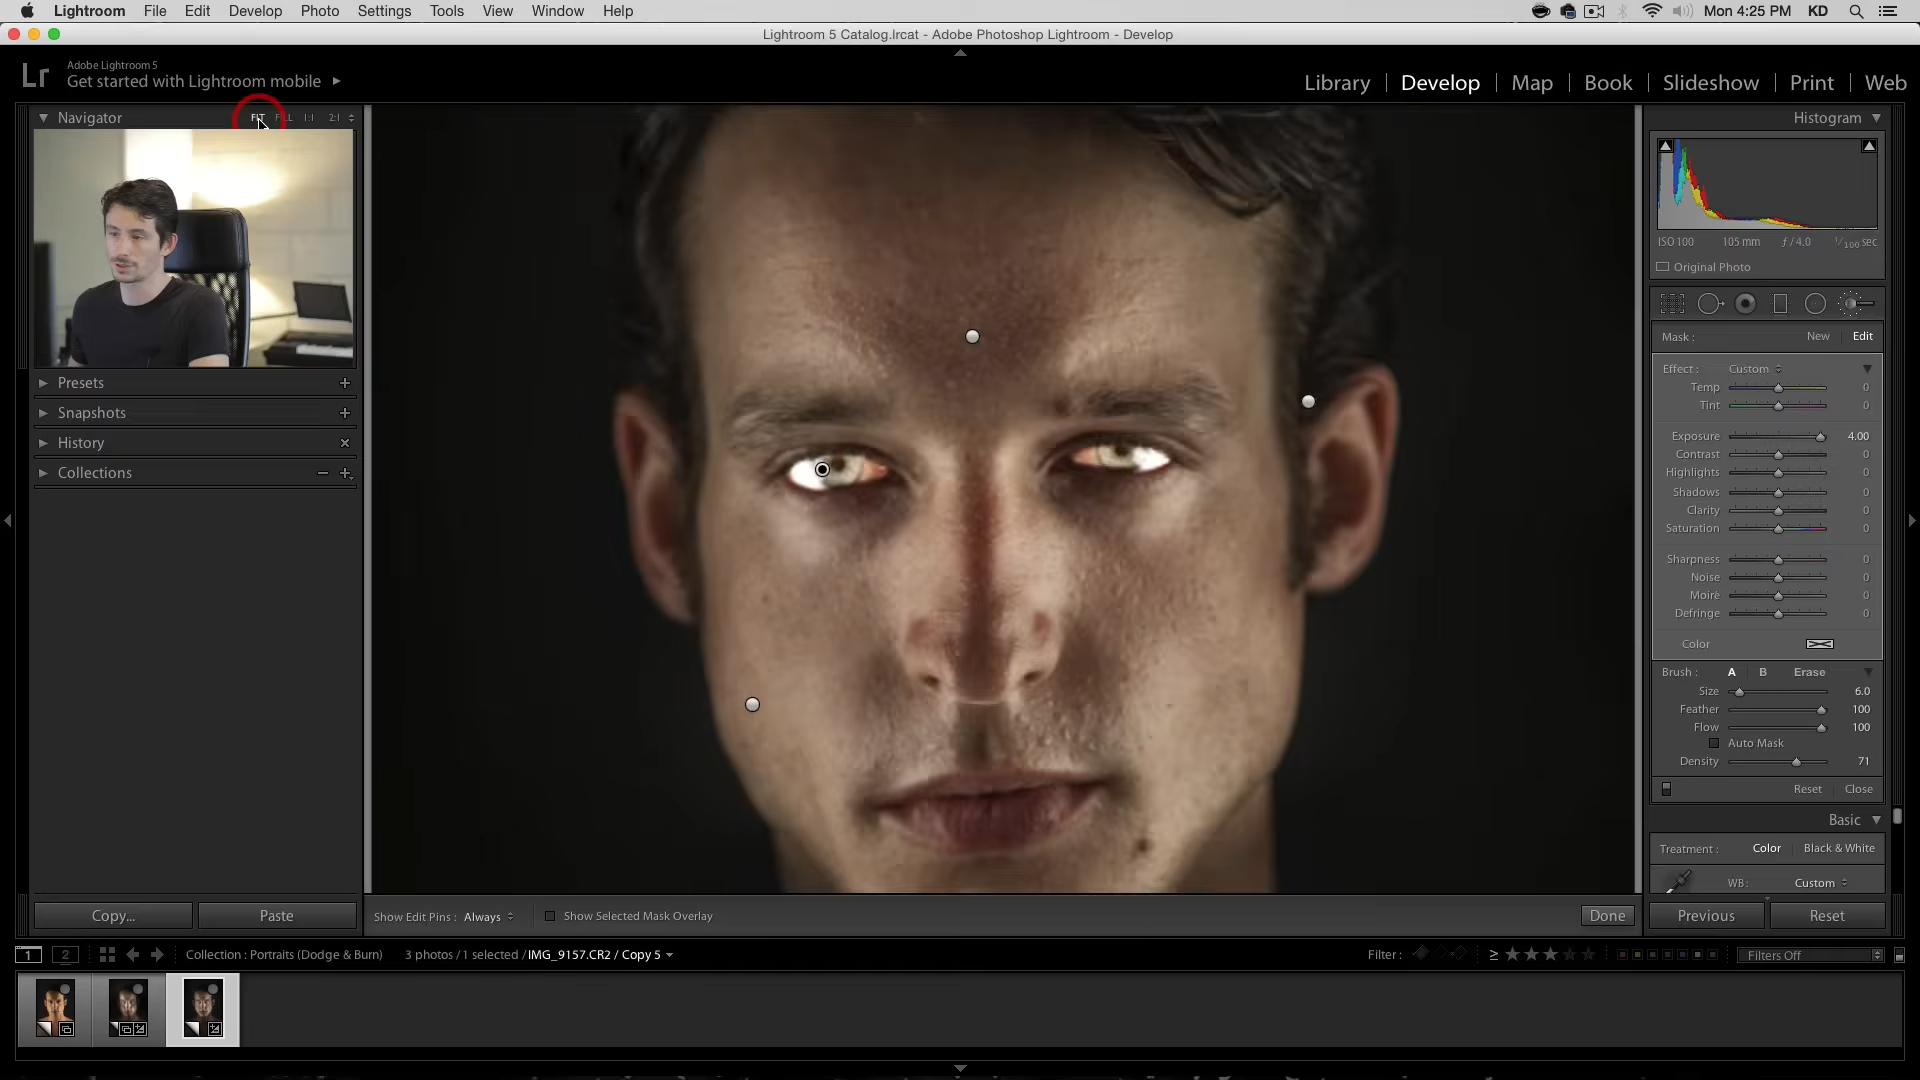 Lightroom File Edit Develop Photo Settings Tools View Window Help Mon 4:25 PM KD
Lightroom 5 Catalog.lrcat - Adobe Photoshop Lightroom - Develop
Lr
Adobe Lightroom 5
Get started with Lightroom mobile
Library | Develop | Map | Book | Slideshow | Print | Web
Navigator FIT FILL 1:1 2:1
Presets
Snapshots
History
Collections
Copy... Paste
Show Edit Pins : Always Show Selected Mask Overlay Done
Histogram
ISO 100 105 mm ƒ / 4.0 1/100 sec
Original Photo
Mask : New Edit
Effect : Custom
Temp 0
Tint 0
Exposure 4.00
Contrast 0
Highlights 0
Shadows 0
Clarity 0
Saturation 0
Sharpness 0
Noise 0
Moiré 0
Defringe 0
Color
Brush : A B Erase
Size 6.0
Feather 100
Flow 100
Auto Mask
Density 71
Reset Close
Basic
Treatment : Color Black & White
WB: Custom
Previous Reset
1 2 Collection : Portraits (Dodge & Burn) 3 photos / 1 selected / IMG_9157.CR2 / Copy 5 Filter : ≥ Filters Off